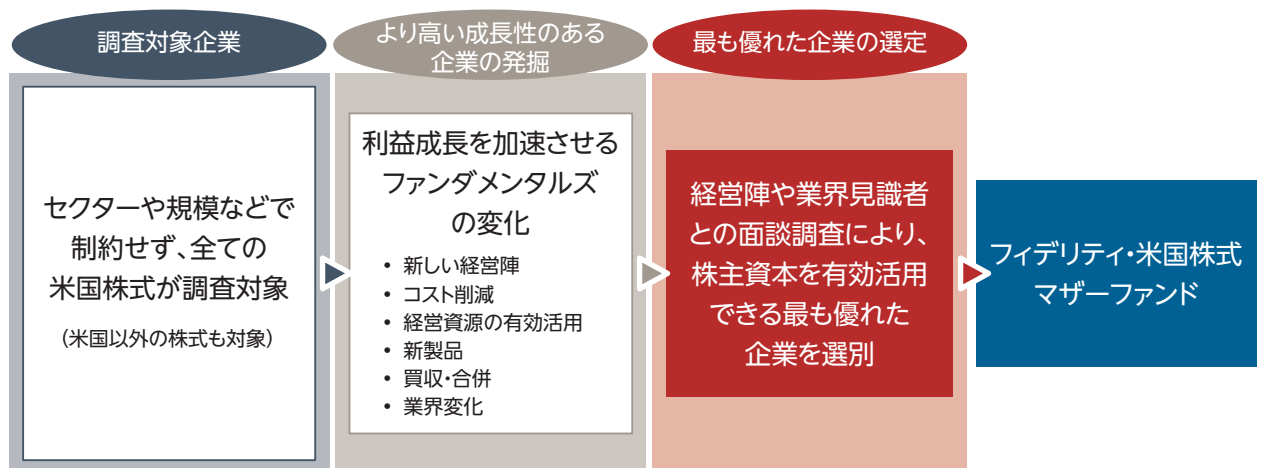 調査対象企業
セクターや規模などで
制約せず、全ての
米国株式が調査対象
（米国以外の株式も対象）
より高い成長性のある
企業の発掘
利益成長を加速させる
ファンダメンタルズ
の変化
• 新しい経営陣
• コスト削減
• 経営資源の有効活用
• 新製品
• 買収・合併
• 業界変化
最も優れた企業の選定
経営陣や業界見識者
との面談調査により、
株主資本を有効活用
できる最も優れた
企業を選別
フィデリティ・米国株式
マザーファンド